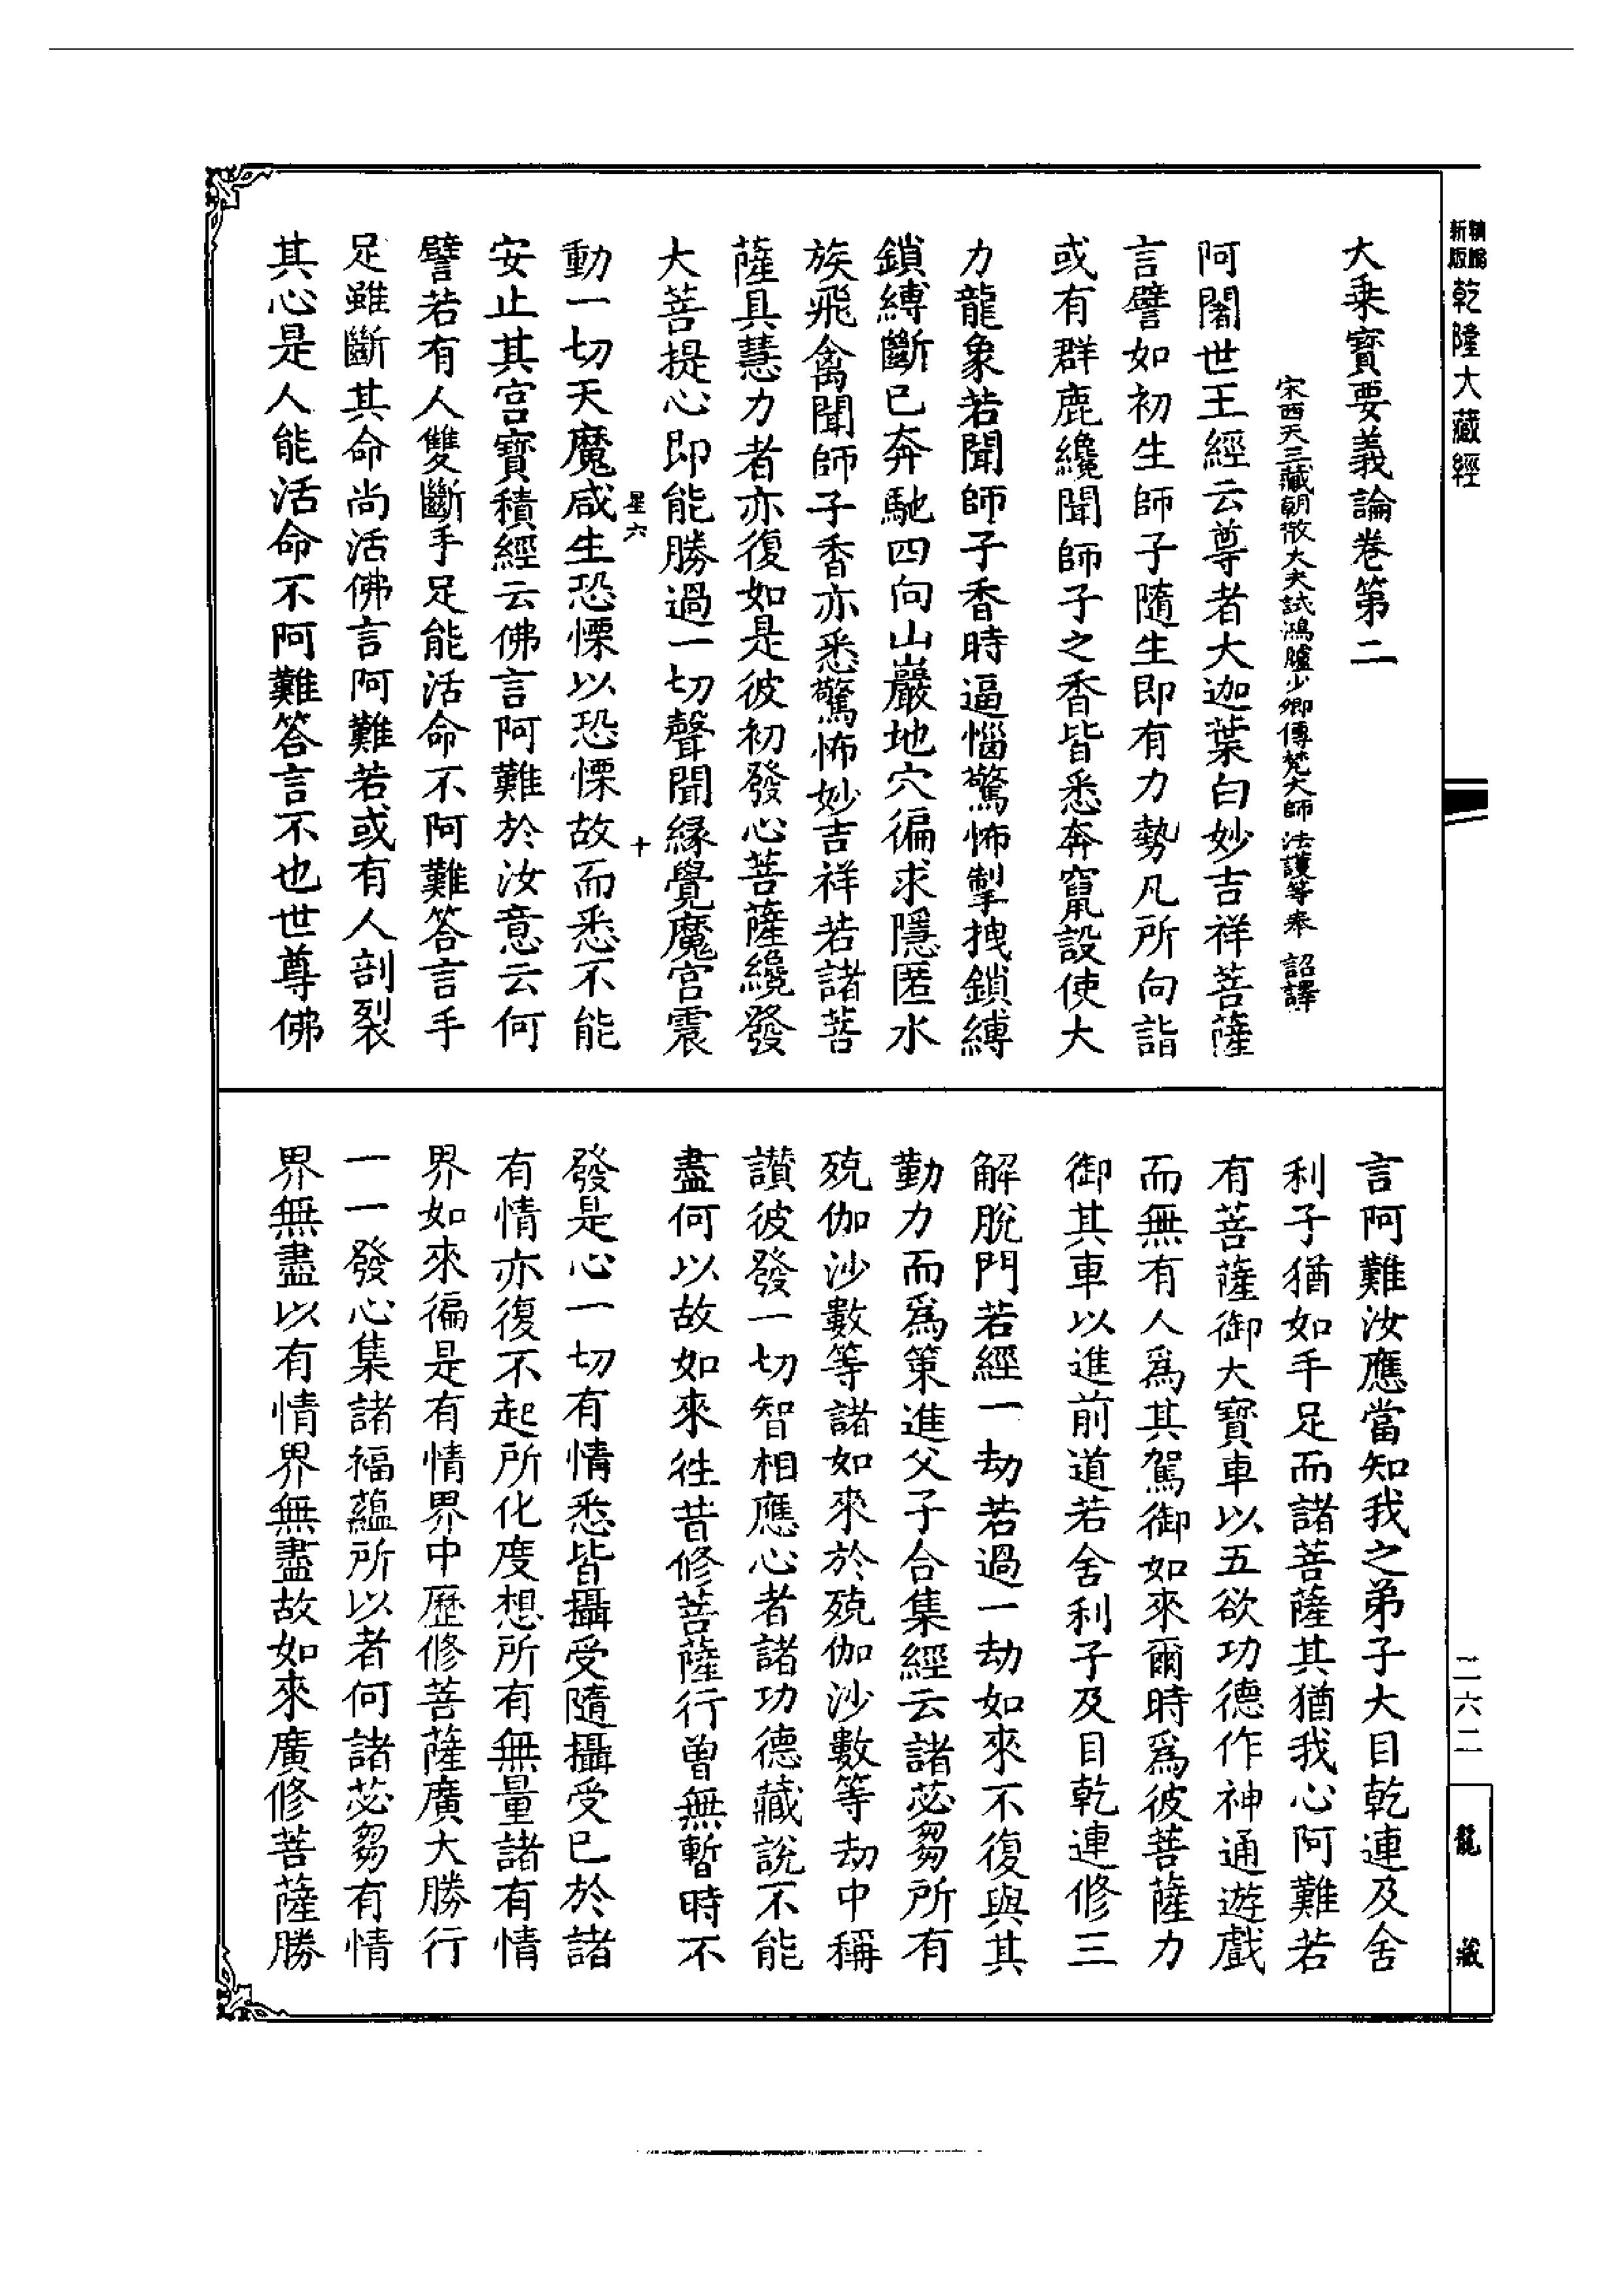 新編縮版
乾隆大藏經
大乗寳要義論卷第二
宋西天三藏朝散大夫試鴻臚少卿傳梵大師法護等奉詔譯
阿闍世王經云尊者大迦葉白妙吉祥菩薩
言譬如初生師子隨生即有力勢凡所向詣
或有群鹿纔聞師子之香皆悉奔竄設使大
力龍象若聞師子香時逼惱驚怖掣拽鎖縛
鎖縛斷已奔馳四向山巖地穴徧求隱匿水
族飛禽聞師子香亦悉驚怖妙吉祥若諸菩
薩具慧力者亦復如是彼初發心菩薩纔發
大菩提心即能勝過一切聲聞縁覺魔宮震
星六 十
動一切天魔咸生恐慄以恐慄故而悉不能
安止其宮寳積經云佛言阿難於汝意云何
譬若有人雙斷手足能活命不阿難答言手
足雖斷其命尚活佛言阿難若或有人剖裂
其心是人能活命不阿難答言不也世尊佛
言阿難汝應當知我之弟子大目乾連及舍
利子猶如手足而諸菩薩其猶我心阿難若
有菩薩御大寳車以五欲功德作神通遊戲
而無有人爲其駕御如來爾時爲彼菩薩力
御其車以進前道若舍利子及目乾連修三
解脫門若經一劫若過一劫如來不復與其
勤力而爲策進父子合集經云諸苾芻所有
殑伽沙數等諸如來於殑伽沙數等劫中稱
讃彼發一切智相應心者諸功德藏說不能
盡何以故如來徃昔修菩薩行曾無暫時不
發是心一切有情悉皆攝受隨攝受已於諸
有情亦復不起所化度想所有無量諸有情
界如來徧是有情界中歷修菩薩廣大勝行
一一發心集諸福蘊所以者何諸苾芻有情
界無盡以有情界無盡故如來廣修菩薩勝
二六二
龍藏